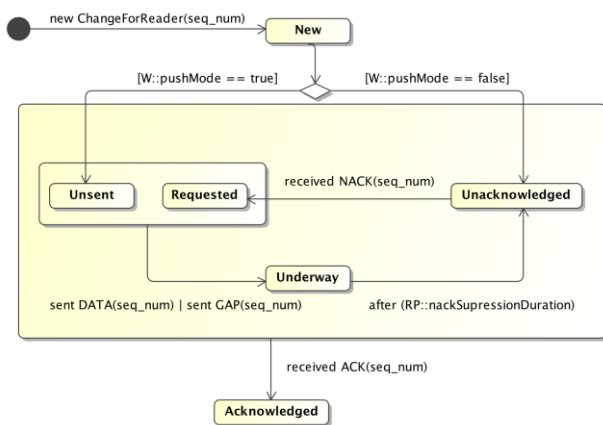 new ChangeForReader(seq_num)
New
[W::pushMode == true]
[W::pushMode == false]
Unsent
Requested
received NACK(seq_num)
Unacknowledged
Underway
sent DATA(seq_num) | sent GAP(seq_num)
after (RP::nackSupressionDuration)
received ACK(seq_num)
Acknowledged